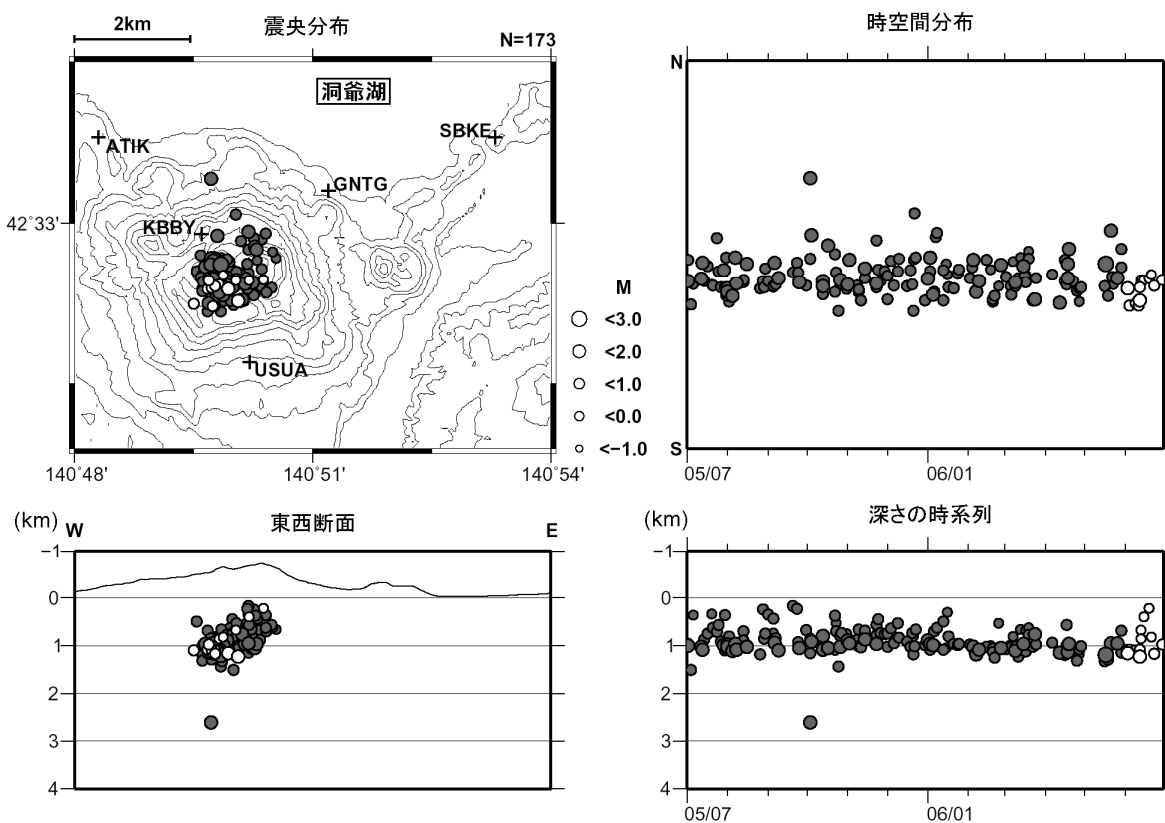 2km
震央分布
N=173
洞爺湖
ATIK
SBKE
GNTG
KBBY
USUA
42˚33'
140˚48'
140˚51'
140˚54'
M
<3.0
<2.0
<1.0
<0.0
<−1.0
時空間分布
N
S
05/07
06/01
(km)
W
東西断面
E
−1
0
1
2
3
4
(km)
深さの時系列
−1
0
1
2
3
4
05/07
06/01